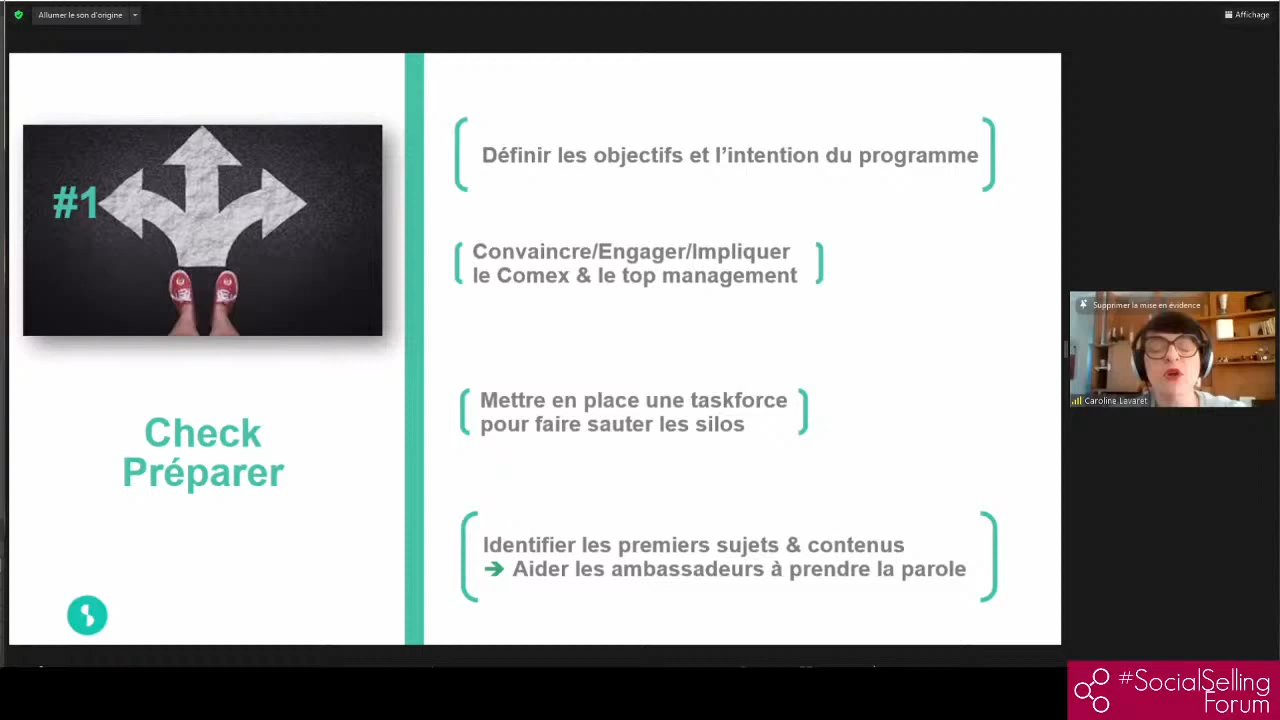 Allumer le son d'origine
Affichage
#1
Check
Préparer
Définir les objectifs et l'intention du programme
Convaincre/Engager/Impliquer
le Comex & le top management
Mettre en place une taskforce
pour faire sauter les silos
Identifier les premiers sujets & contenus
➔ Aider les ambassadeurs à prendre la parole
Supprimer la mise en évidence
Caroline Lavaret
#SocialSelling
Forum